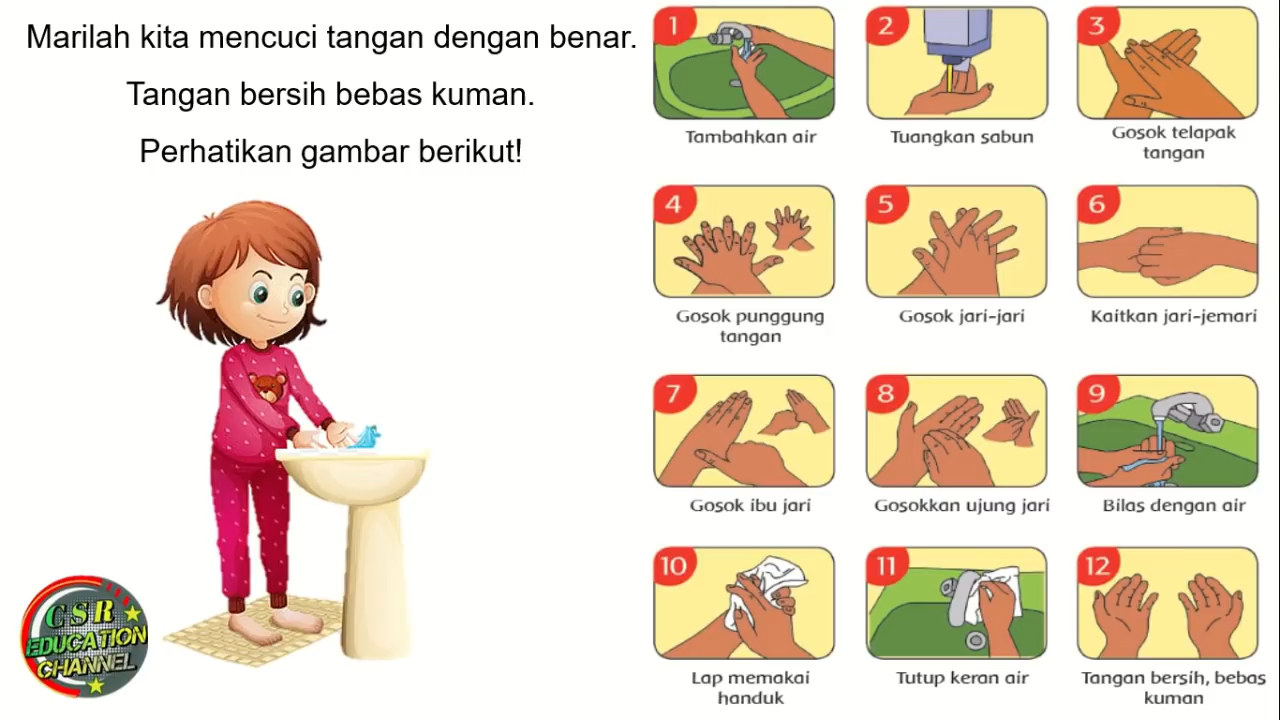 Marilah kita mencuci tangan dengan benar.
Tangan bersih bebas kuman.
Perhatikan gambar berikut!
1
Tambahkan air
2
Tuangkan sabun
3
Gosok telapak
tangan
4
Gosok punggung
tangan
5
Gosok jari-jari
6
Kaitkan jari-jemari
7
Gosok ibu jari
8
Gosokkan ujung jari
9
Bilas dengan air
10
Lap memakai
handuk
11
Tutup keran air
12
Tangan bersih, bebas
kuman
CSR
EDUCATION
CHANNEL